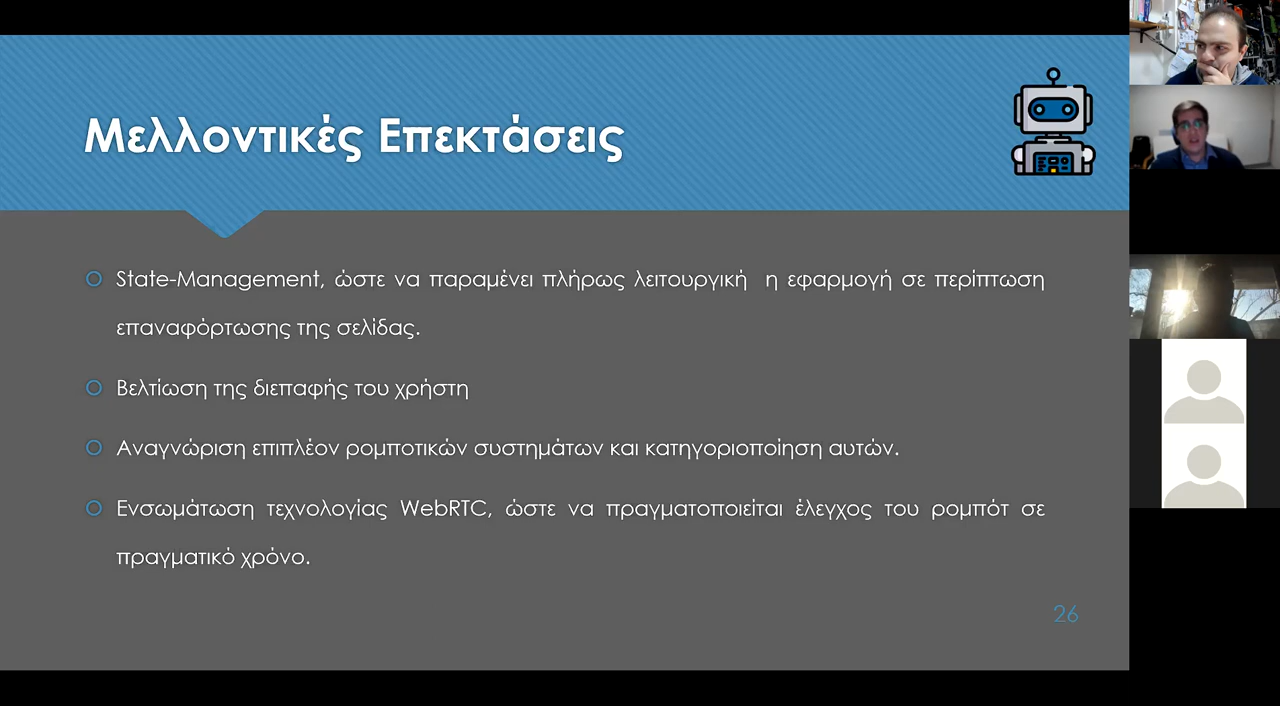 Μελλοντικές Επεκτάσεις
State-Management, ώστε να παραμένει πλήρως λειτουργική η εφαρμογή σε περίπτωση
επαναφόρτωσης της σελίδας.
Βελτίωση της διεπαφής του χρήστη
Αναγνώριση επιπλέον ρομποτικών συστημάτων και κατηγοριοποίηση αυτών.
Ενσωμάτωση τεχνολογίας WebRTC, ώστε να πραγματοποιείται έλεγχος του ρομπότ σε
πραγματικό χρόνο.
26